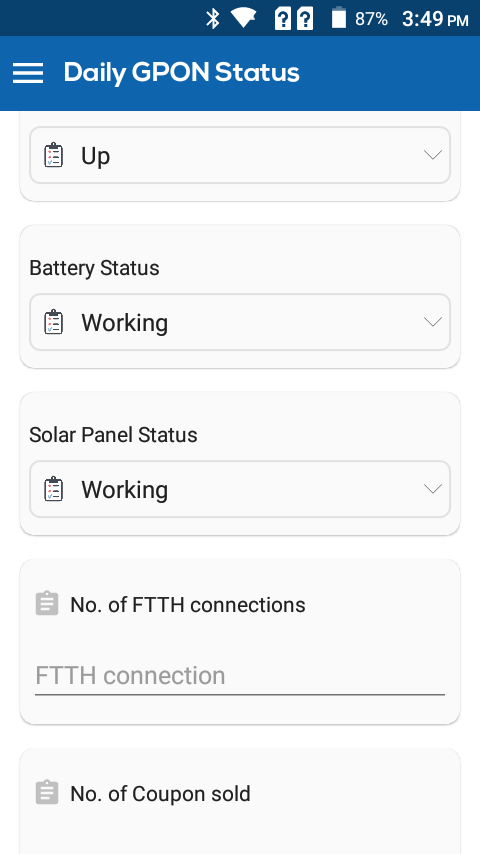 87% 3:49 PM
Daily GPON Status
Up
Battery Status
Working
Solar Panel Status
Working
No. of FTTH connections
FTTH connection
No. of Coupon sold